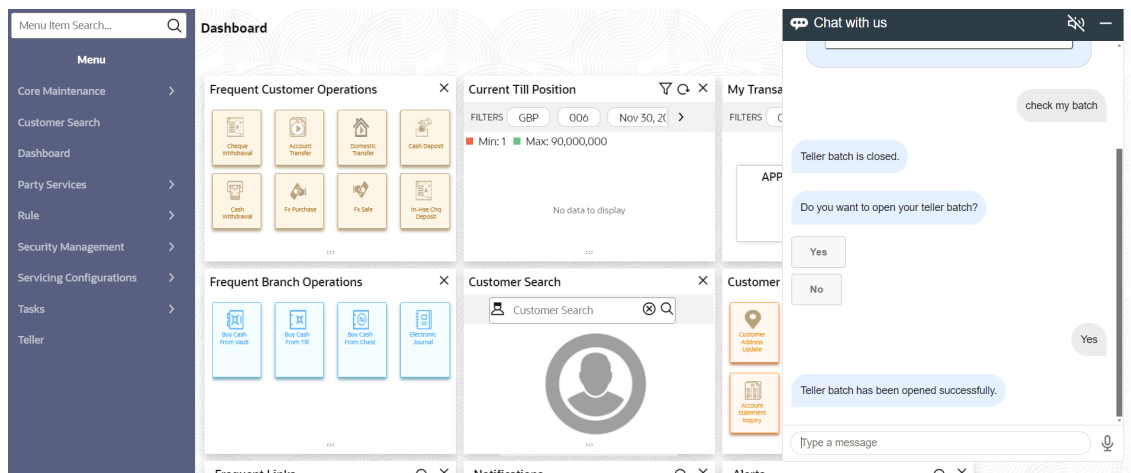 Menu Item Search...
Menu
Core Maintenance
Customer Search
Dashboard
Party Services
Rule
Security Management
Servicing Configurations
Tasks
Teller
Dashboard
Frequent Customer Operations
Cheque
Withdrawal
Account
Transfer
Domestic
Transfer
Cash Deposit
Cash
Withdrawal
Fx Purchase
Fx Sale
In-Hse Chq
Deposit
Current Till Position
FILTERS GBP 006 Nov 30, 20
Min: 1 Max: 90,000,000
No data to display
My Transa
FILTERS
APP
Frequent Branch Operations
Buy Cash
From Vault
Buy Cash
From Till
Buy Cash
From Chest
Electronic
Journal
Customer Search
Customer Search
Customer
Customer
Address
Update
Account
Statement
Inquiry
Frequent Links
Notifications
Alerts
Chat with us
check my batch
Teller batch is closed.
Do you want to open your teller batch?
Yes
No
Yes
Teller batch has been opened successfully.
Type a message